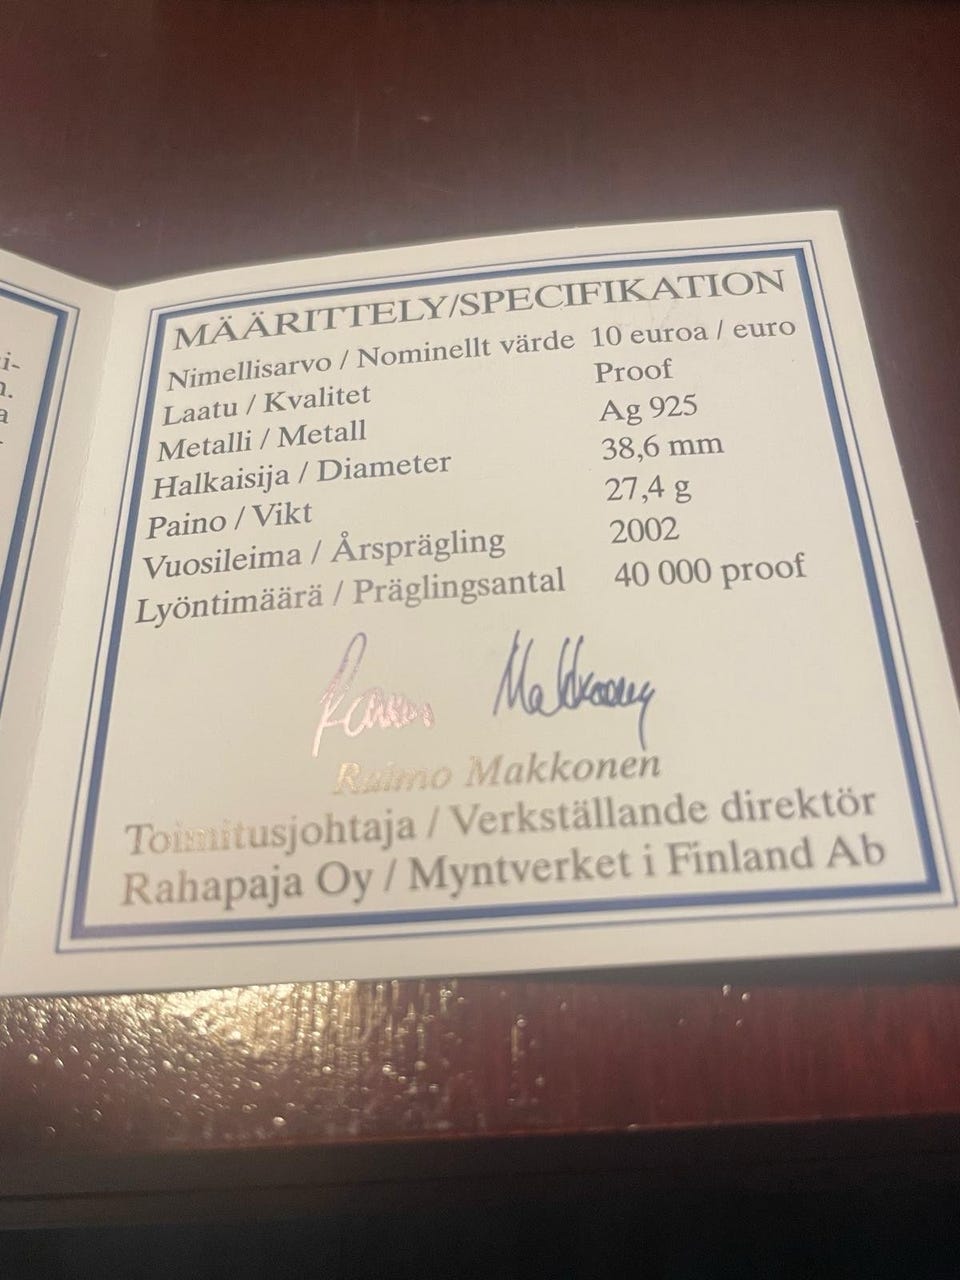 i-
n.
a
MÄÄRITTELY/SPECIFIKATION
Nimellisarvo / Nominellt värde 10 euroa / euro
Laatu / Kvalitet Proof
Metalli / Metall Ag 925
Halkaisija / Diameter 38,6 mm
Paino / Vikt 27,4 g
Vuosileima / Årsprägling 2002
Lyöntimäärä / Präglingsantal 40 000 proof
Raimo Makkonen
Raimo Makkonen
Toimitusjohtaja / Verkställande direktör
Rahapaja Oy / Myntverket i Finland Ab